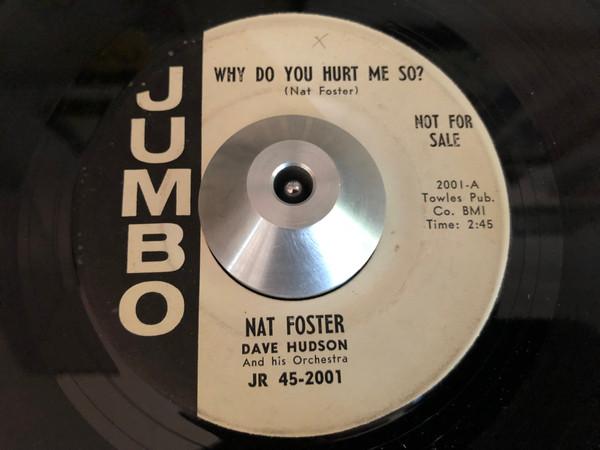 JUMBO
WHY DO YOU HURT ME SO?
(Nat Foster)
NOT FOR
SALE
2001-A
Towles Pub.
Co. BMI
Time: 2:45
NAT FOSTER
DAVE HUDSON
And his Orchestra
JR 45-2001